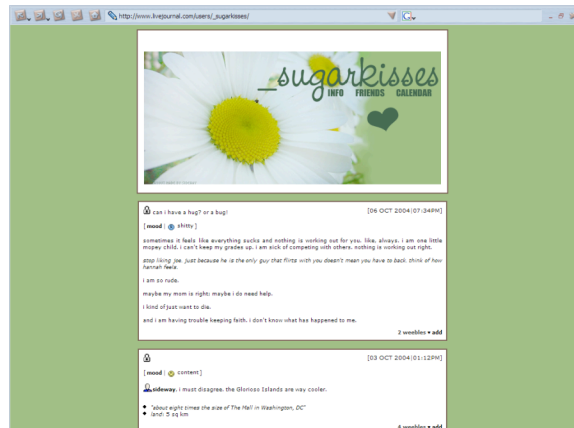 http://www.livejournal.com/users/_sugarkisses/
_sugarkisses
INFO FRIENDS CALENDAR
can i have a hug? or a bug! [06 OCT 2004|07:34PM]
[ mood | shitty ]
sometimes it feels like everything sucks and nothing is working out for you. like, always. i am one little
mopey child. i can't keep my grades up. i am sick of competing with others. nothing is working out right.
stop liking joe. just because he is the only guy that flirts with you doesn't mean you have to back. think of how
hannah feels.
i am so rude.
maybe my mom is right: maybe i do need help.
i kind of just want to die.
and i am having trouble keeping faith. i don't know what has happened to me.
2 weebles ♥ add
[03 OCT 2004|01:12PM]
[ mood | content ]
sideway. i must disagree. the Glorioso Islands are way cooler.
♦ "about eight times the size of The Mall in Washington, DC"
♦ land: 5 sq km
4 weebles ♥ add